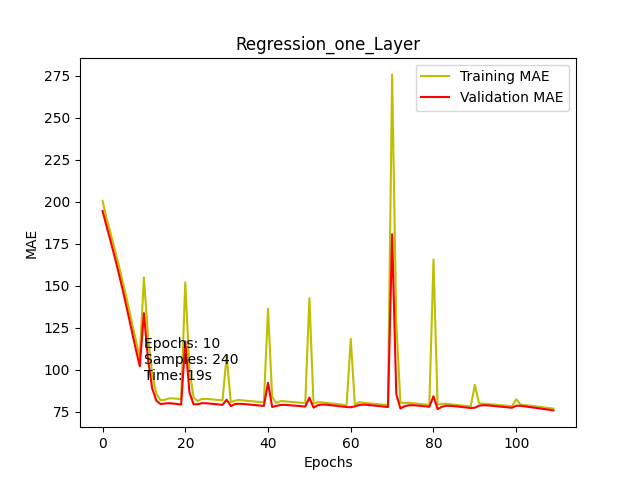 Regression_one_Layer
275
250
225
200
175
150
125
100
75
MAE
Training MAE
Validation MAE
Epochs: 10
Samples: 240
Time: 19s
0
20
40
60
80
100
Epochs